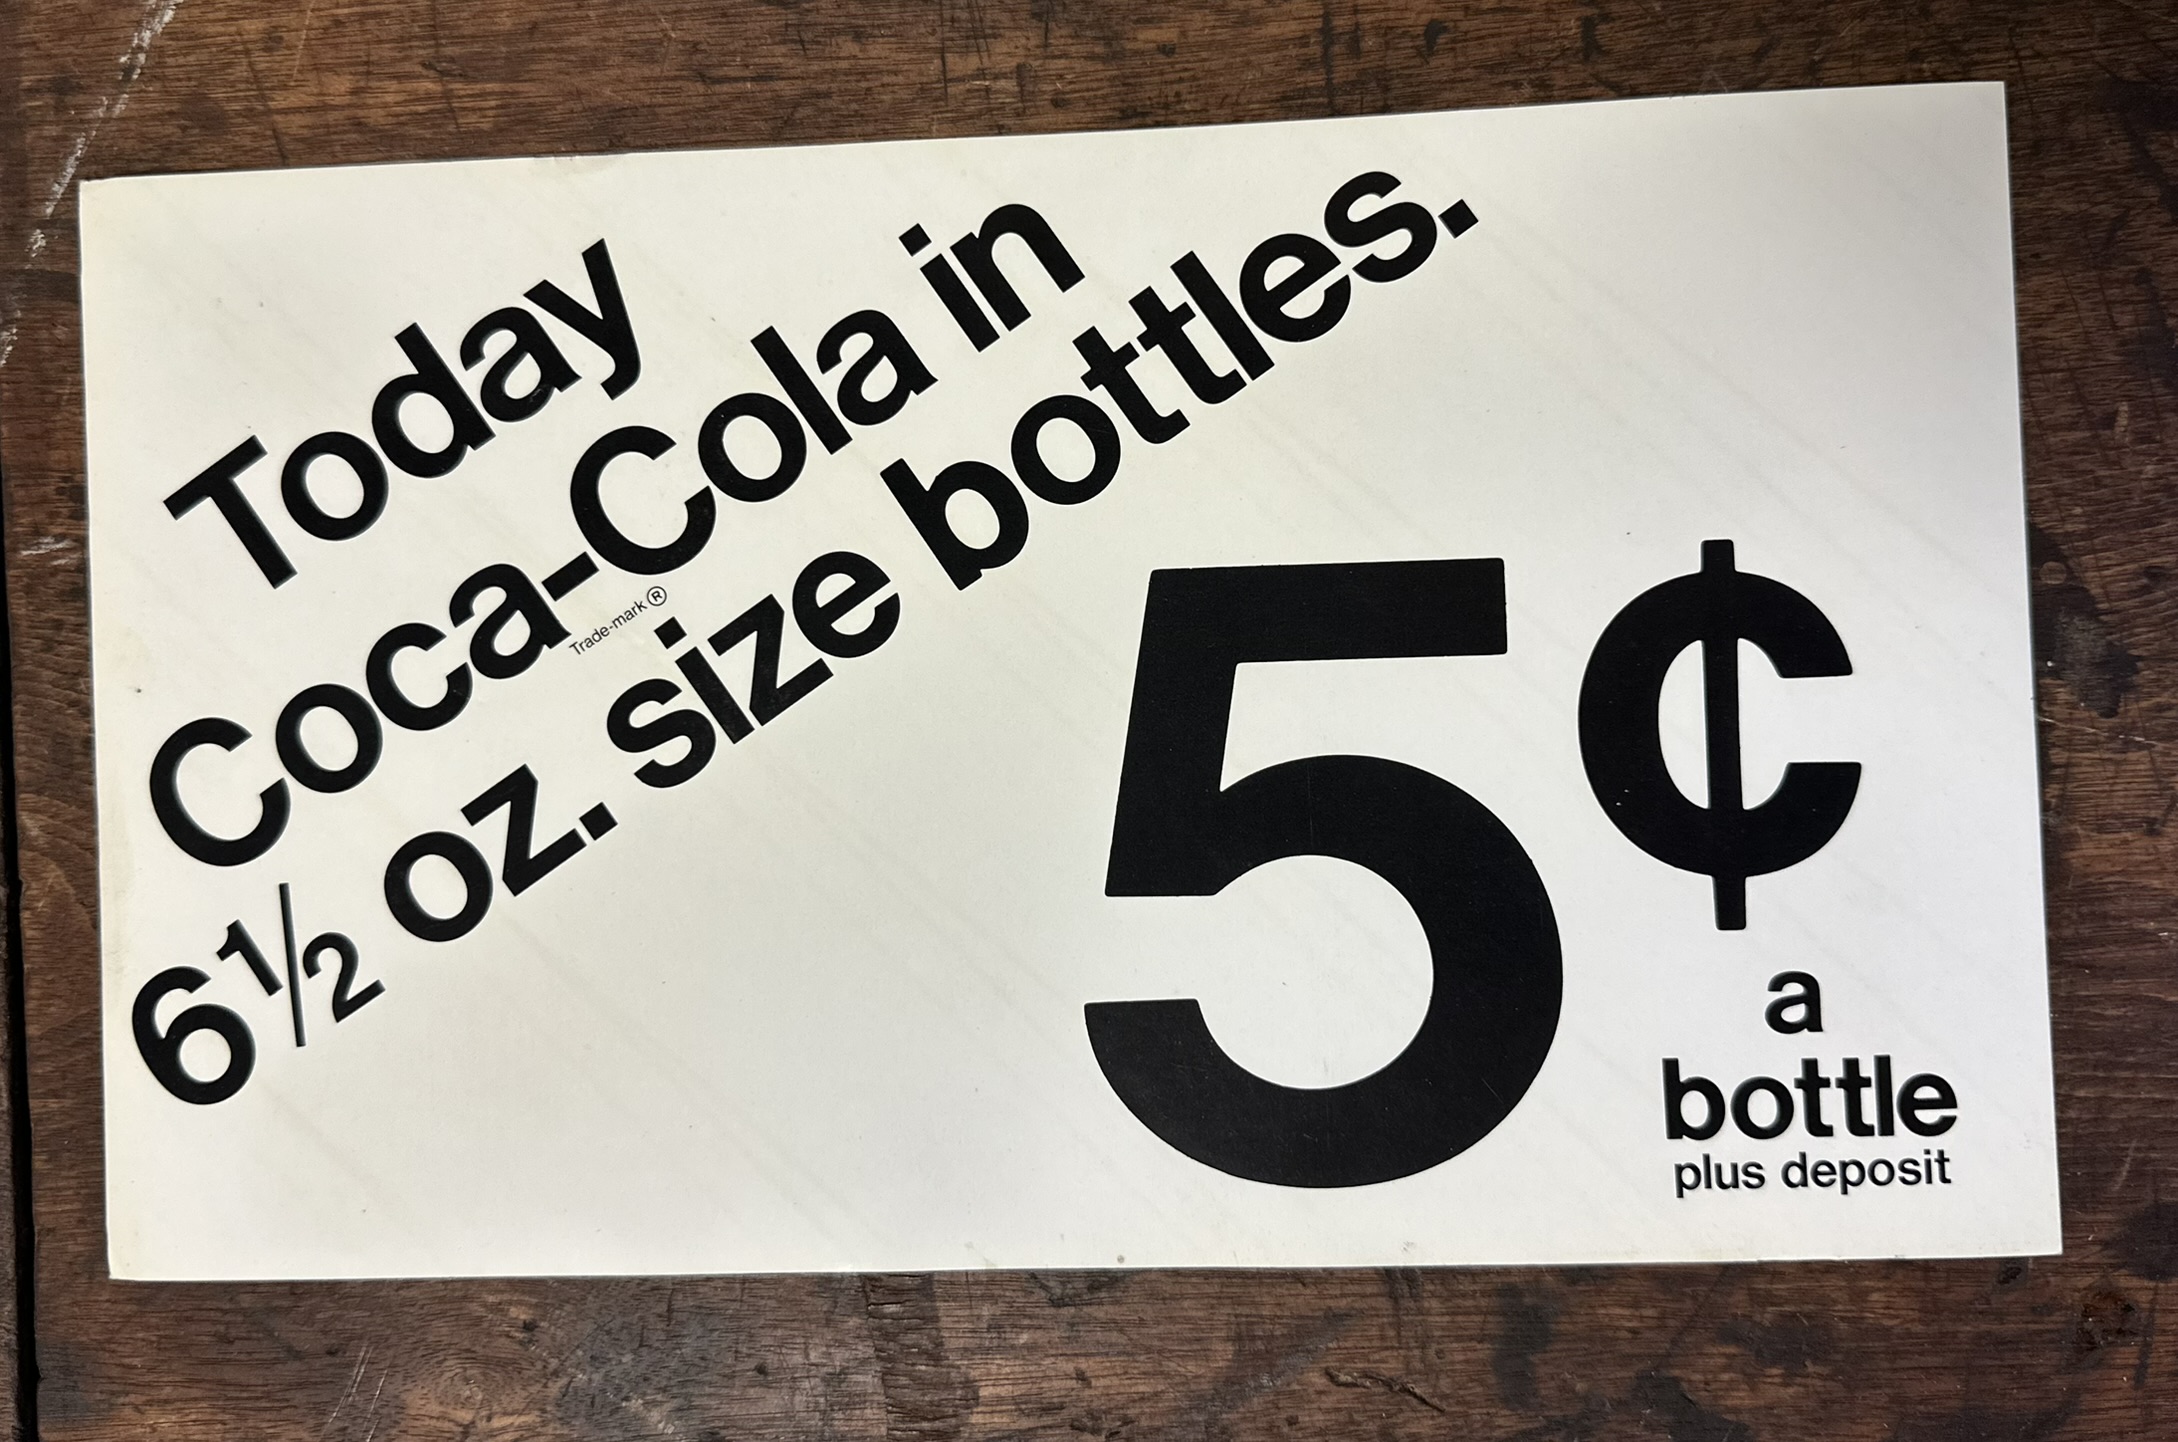 Today
Coca-Cola in
Trade-mark ®
6½ oz. size bottles.
5¢
a
bottle
plus deposit